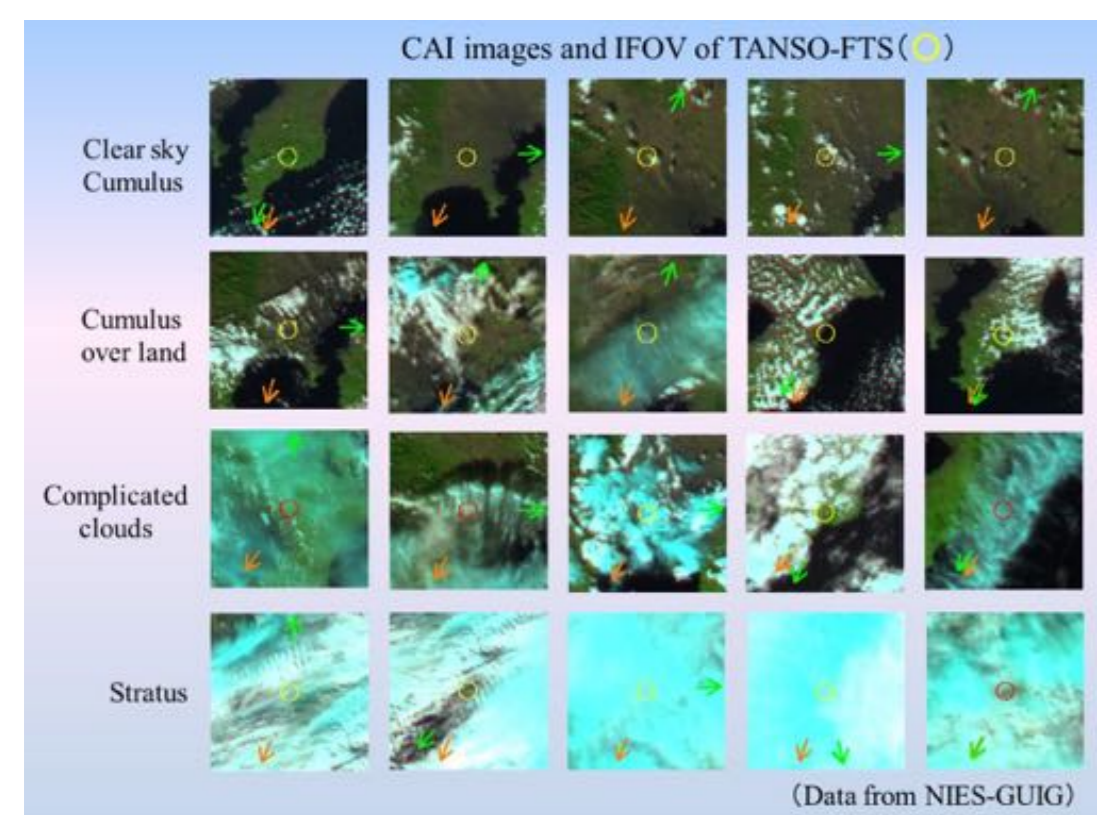 CAI images and IFOV of TANSO-FTS(○)
Clear sky
Cumulus
Cumulus
over land
Complicated
clouds
Stratus
(Data from NIES-GUIG)